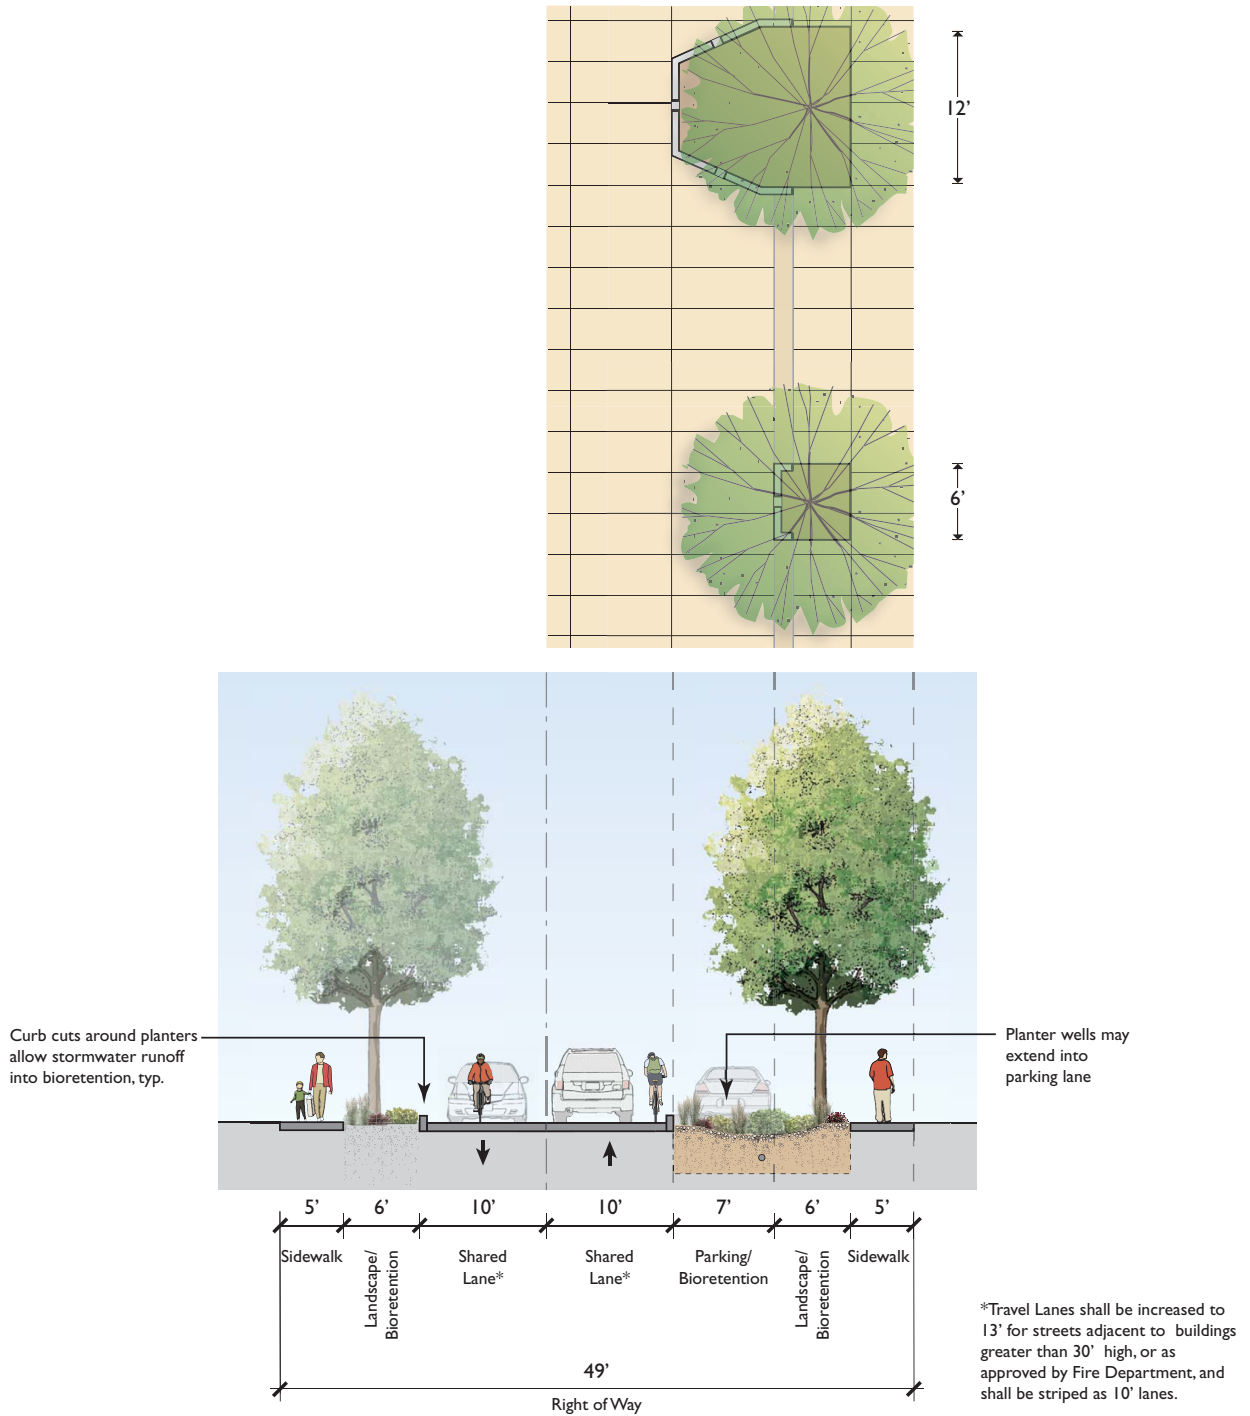 12’
6’
Curb cuts around planters
allow stormwater runoff
into bioretention, typ.
Planter wells may
extend into
parking lane
5’
6’
10’
10’
7’
6’
5’
Sidewalk
Landscape/
Bioretention
Shared
Lane*
Shared
Lane*
Parking/
Bioretention
Landscape/
Bioretention
Sidewalk
*Travel Lanes shall be increased to
13’ for streets adjacent to buildings
greater than 30’ high, or as
approved by Fire Department, and
shall be striped as 10’ lanes.
49’
Right of Way